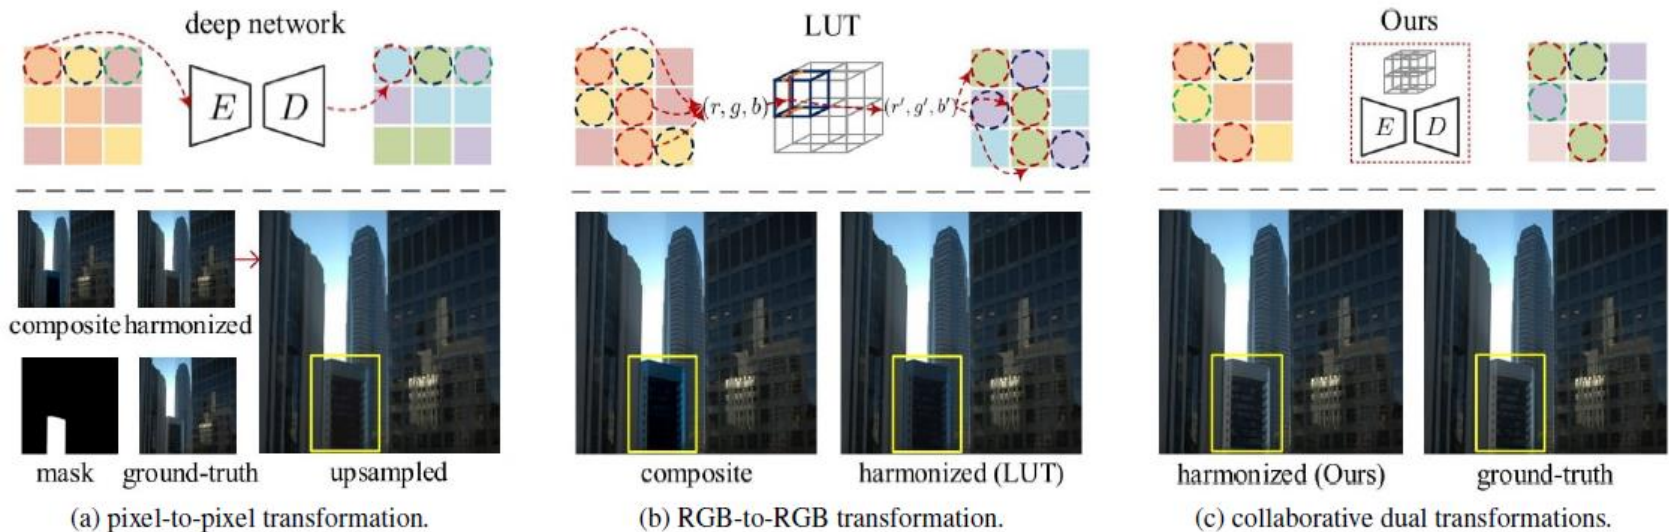 deep network
E D
composite harmonized
mask ground-truth upsampled
(a) pixel-to-pixel transformation.
LUT
(r, g, b) (r′, g′, b′)
composite harmonized (LUT)
(b) RGB-to-RGB transformation.
Ours
E D
harmonized (Ours) ground-truth
(c) collaborative dual transformations.